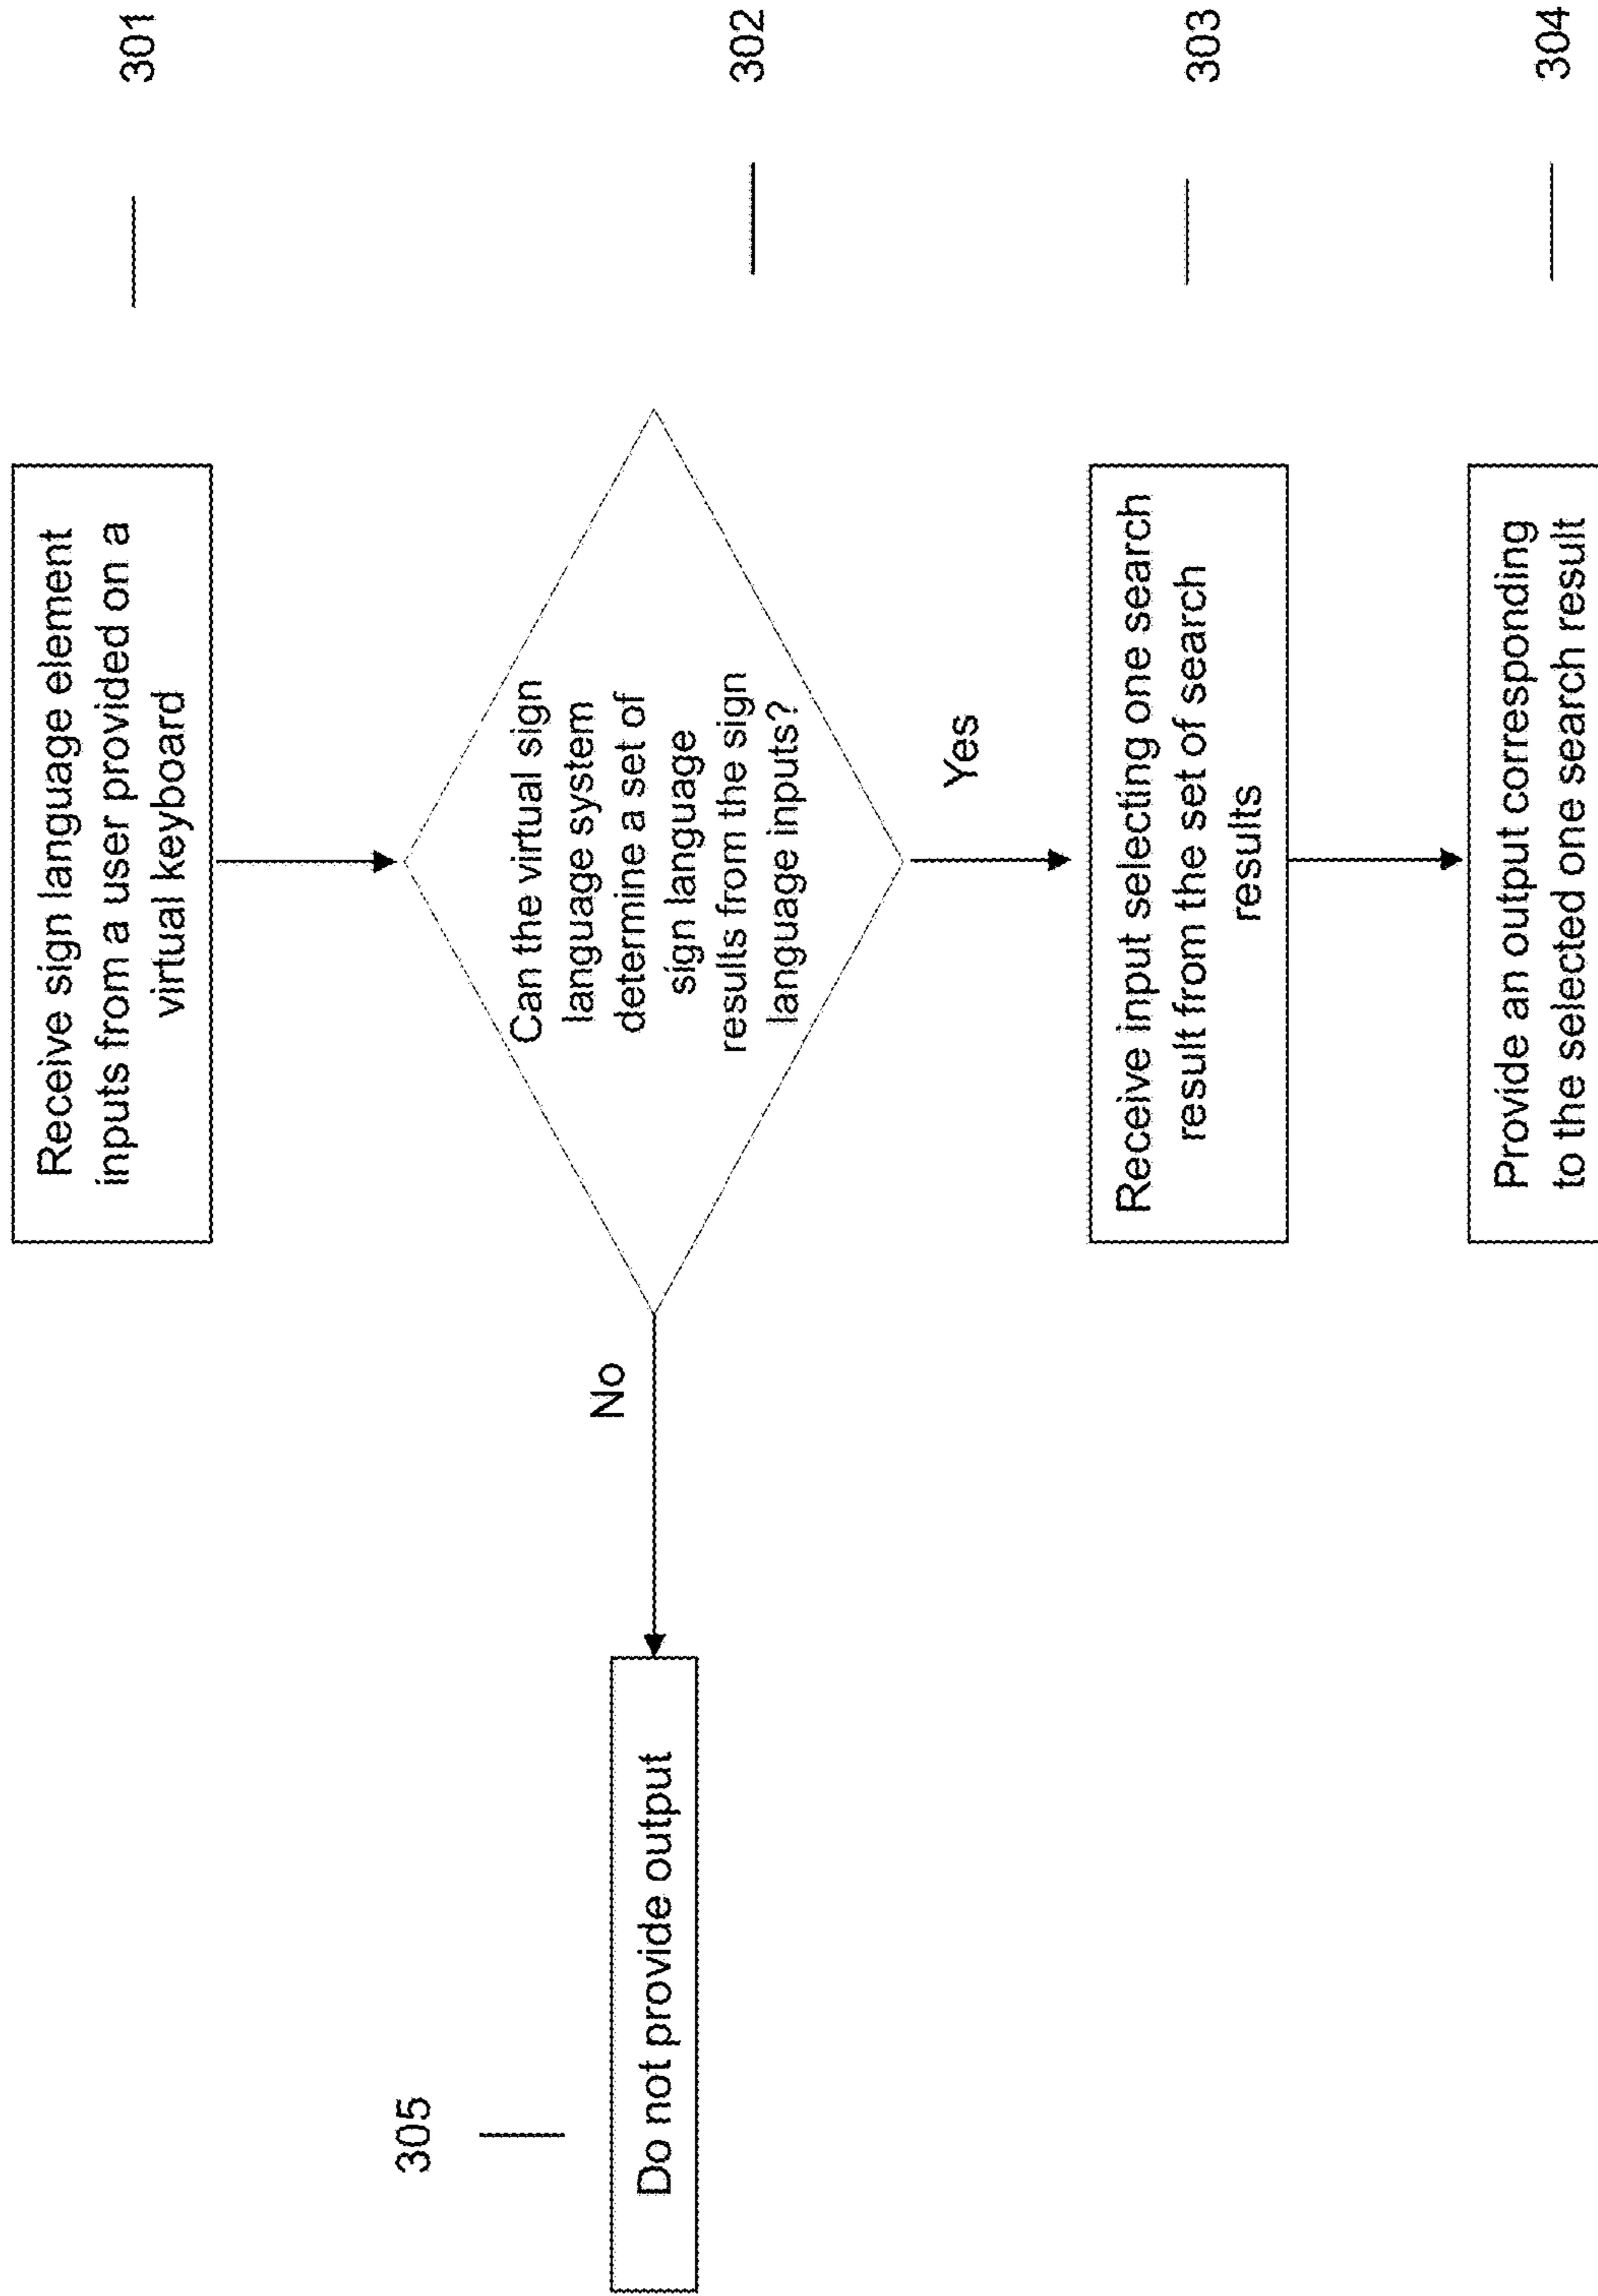 Receive sign language element
inputs from a user provided on a
virtual keyboard
301
Can the virtual sign
language system
determine a set of
sign language
results from the sign
language inputs?
302
No
305
Do not provide output
Yes
Receive input selecting one search
result from the set of search
results
303
Provide an output corresponding
to the selected one search result
304